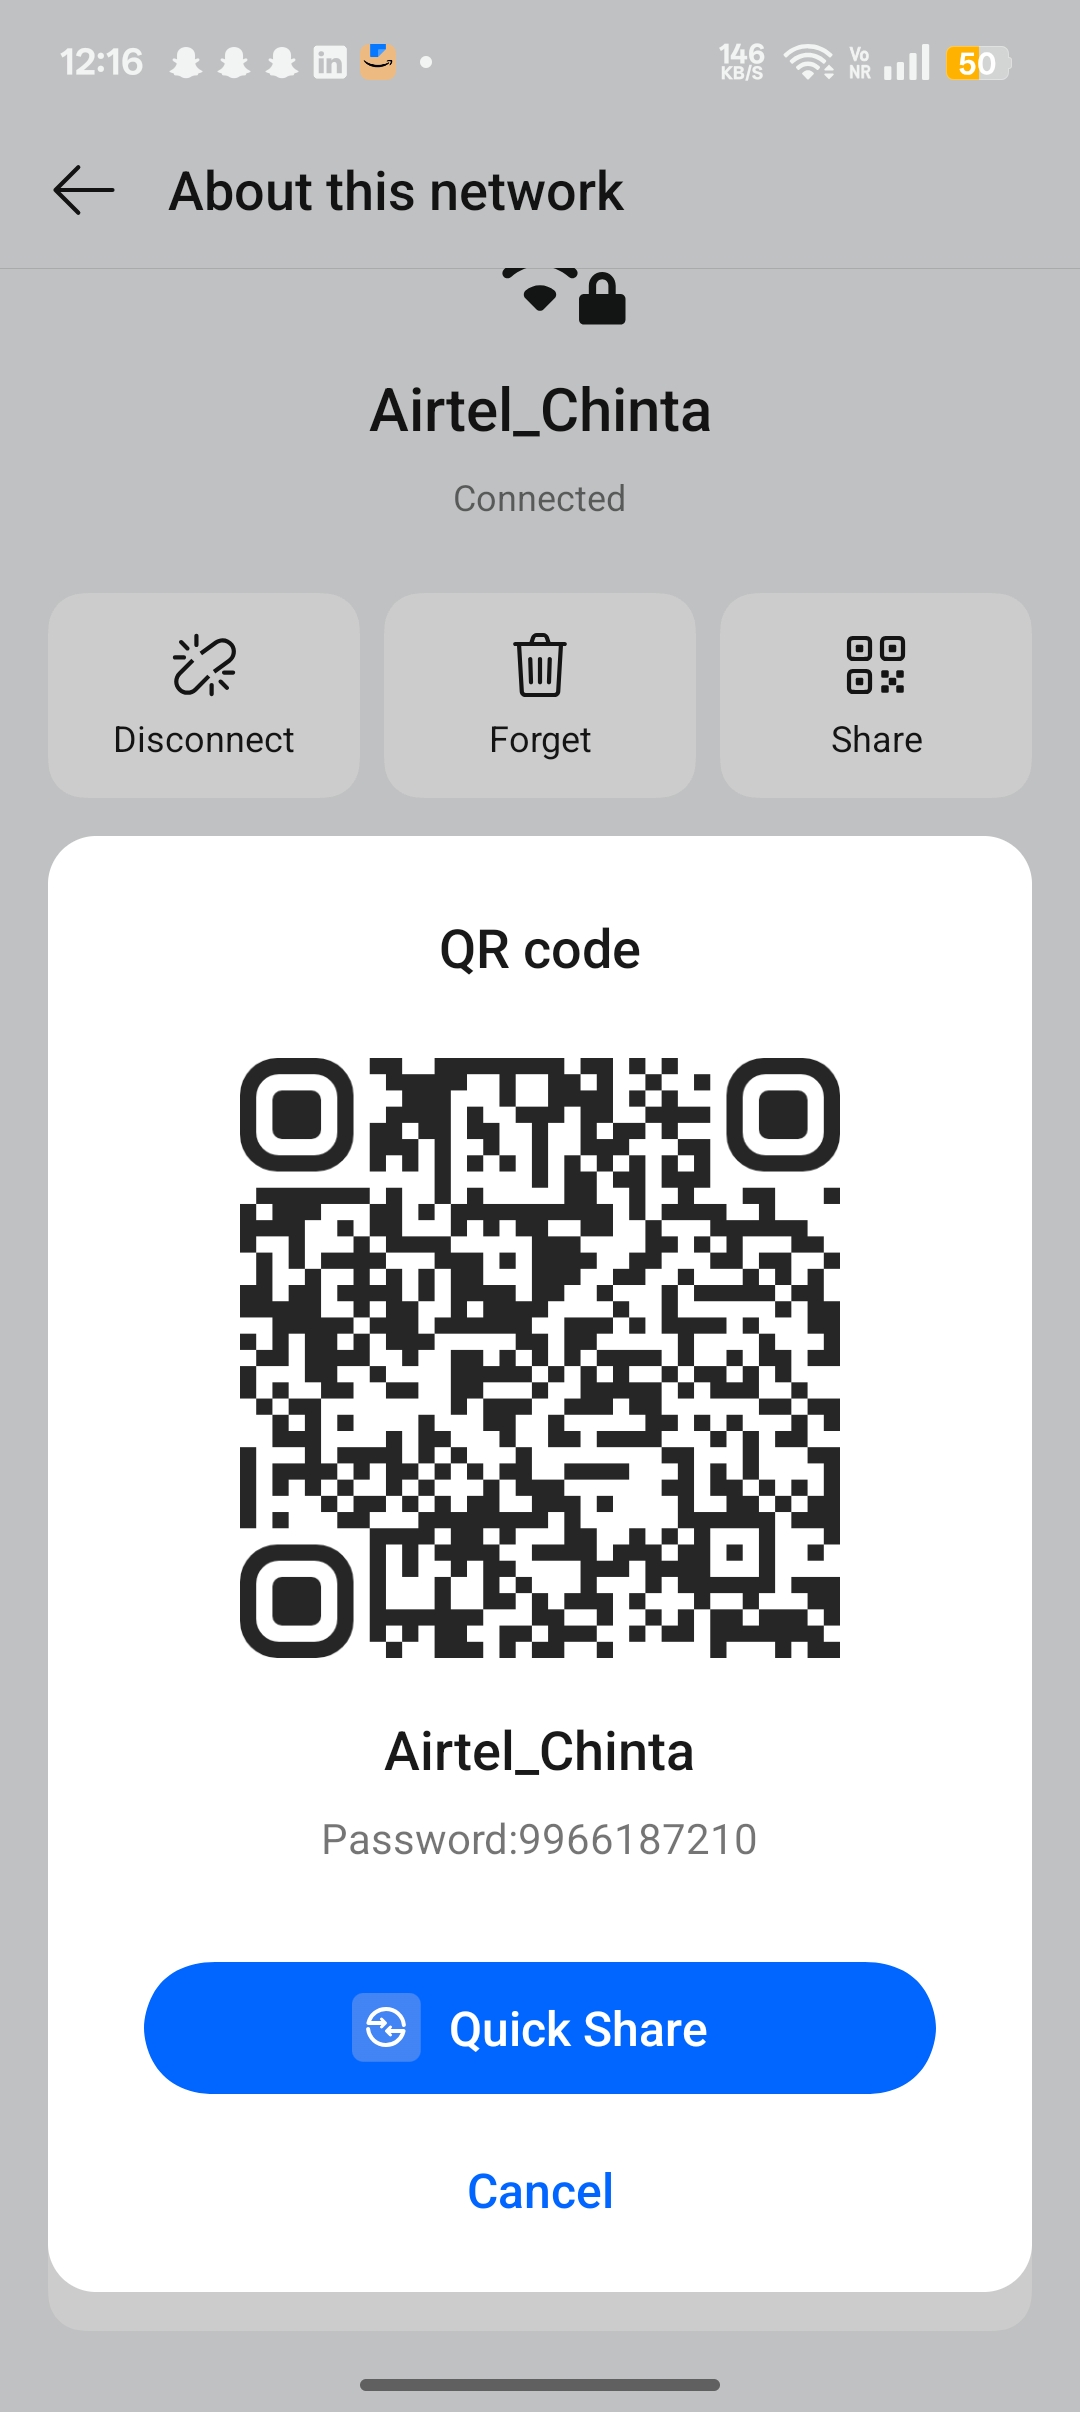 12:16
in
146
KB/S
Vo
NR
50
About this network
Airtel_Chinta
Connected
Disconnect
Forget
Share
QR code
Airtel_Chinta
Password:9966187210
Quick Share
Cancel